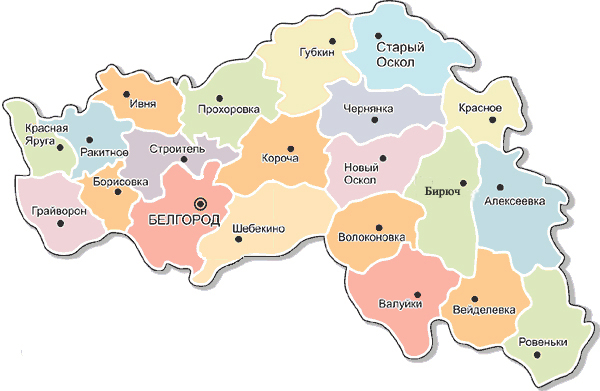 Старый
Оскол
Губкин
Ивня
Прохоровка
Чернянка
Красное
Красная
Яруга
Ракитное
Строитель
Короча
Новый
Оскол
Борисовка
Бирюч
Алексеевка
Грайворон
БЕЛГОРОД
Шебекино
Волоконовка
Валуйки
Вейделевка
Ровеньки